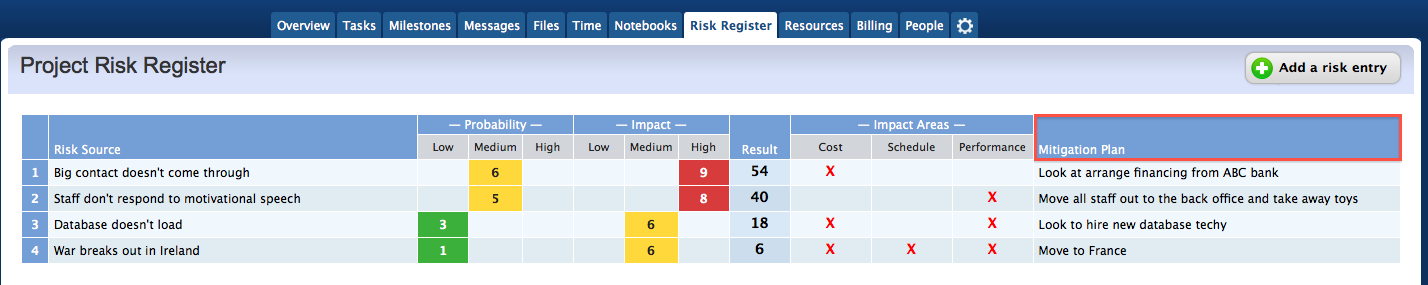 Overview Tasks Milestones Messages Files Time Notebooks Risk Register Resources Billing People
Project Risk Register
Add a risk entry
— Probability — — Impact — — Impact Areas —
Risk Source Low Medium High Low Medium High Result Cost Schedule Performance Mitigation Plan
1 Big contact doesn't come through 6 9 54 X Look at arrange financing from ABC bank
2 Staff don't respond to motivational speech 5 8 40 X Move all staff out to the back office and take away toys
3 Database doesn't load 3 6 18 X X Look to hire new database techy
4 War breaks out in Ireland 1 6 6 X X X Move to France